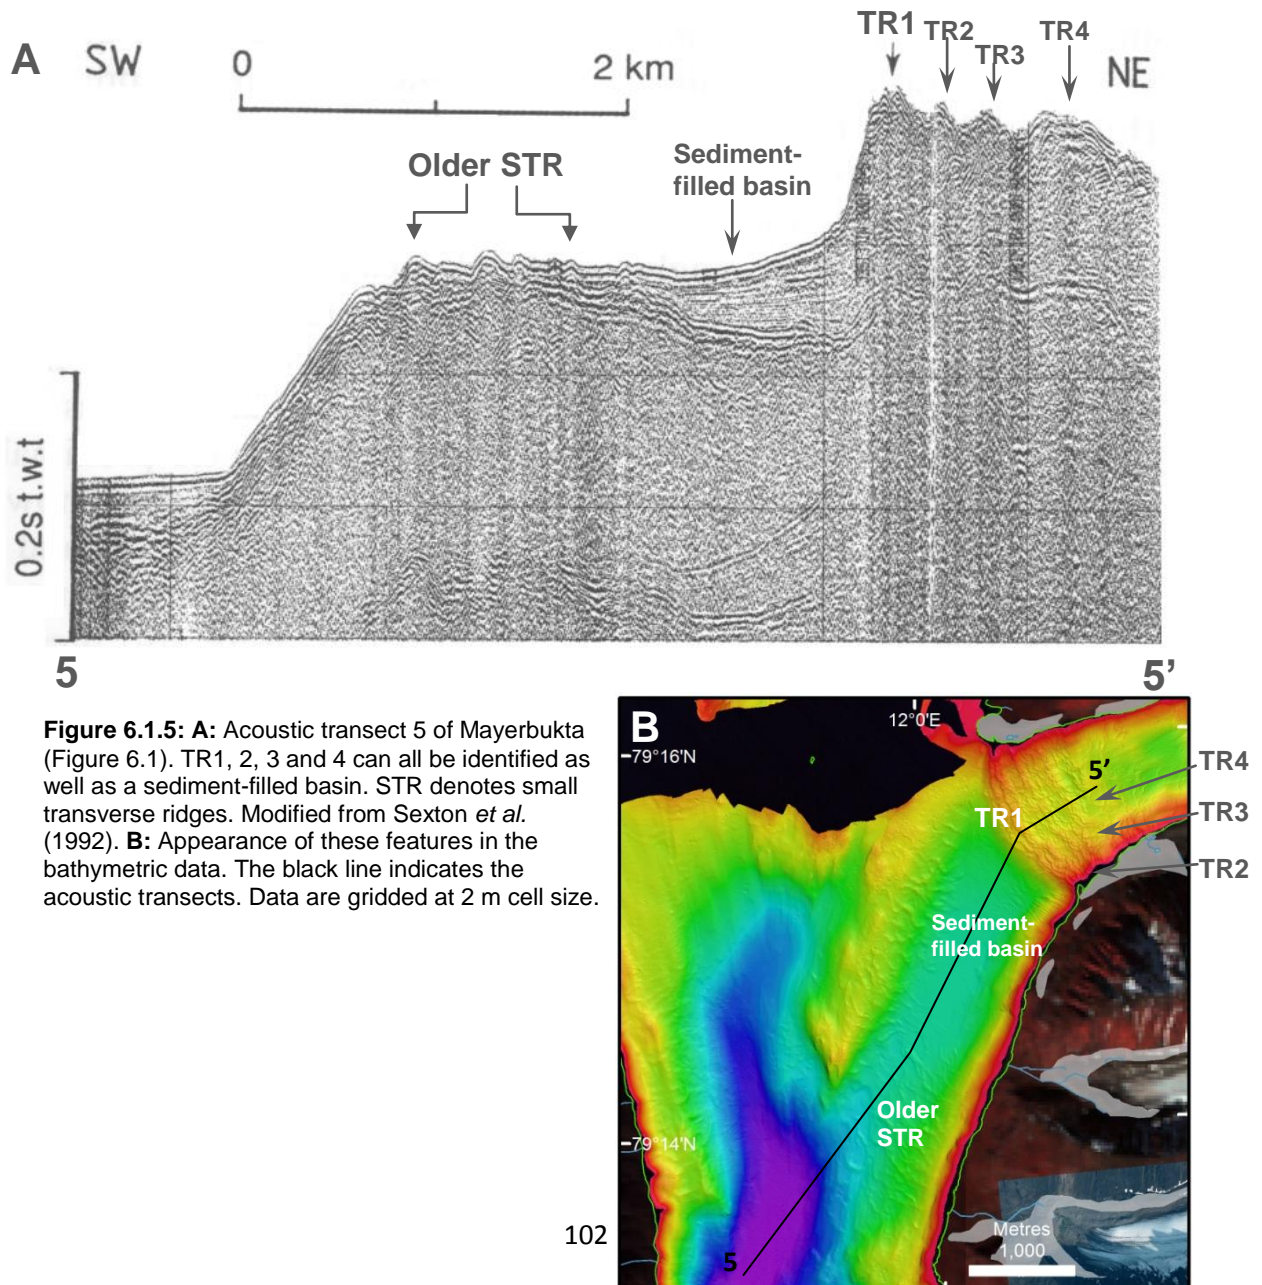 A SW 0 2 km TR1 TR2 TR3 TR4 NE
Older STR
Sediment-
filled basin
0.2s t.w.t
5 5’
Figure 6.1.5: A: Acoustic transect 5 of Mayerbukta
(Figure 6.1). TR1, 2, 3 and 4 can all be identified as
well as a sediment-filled basin. STR denotes small
transverse ridges. Modified from Sexton et al.
(1992). B: Appearance of these features in the
bathymetric data. The black line indicates the
acoustic transects. Data are gridded at 2 m cell size.
B
12°0'E
79°16'N
5’
TR4
TR1
TR3
TR2
Sediment-
filled basin
Older
STR
79°14'N
Metres
1,000
5
102